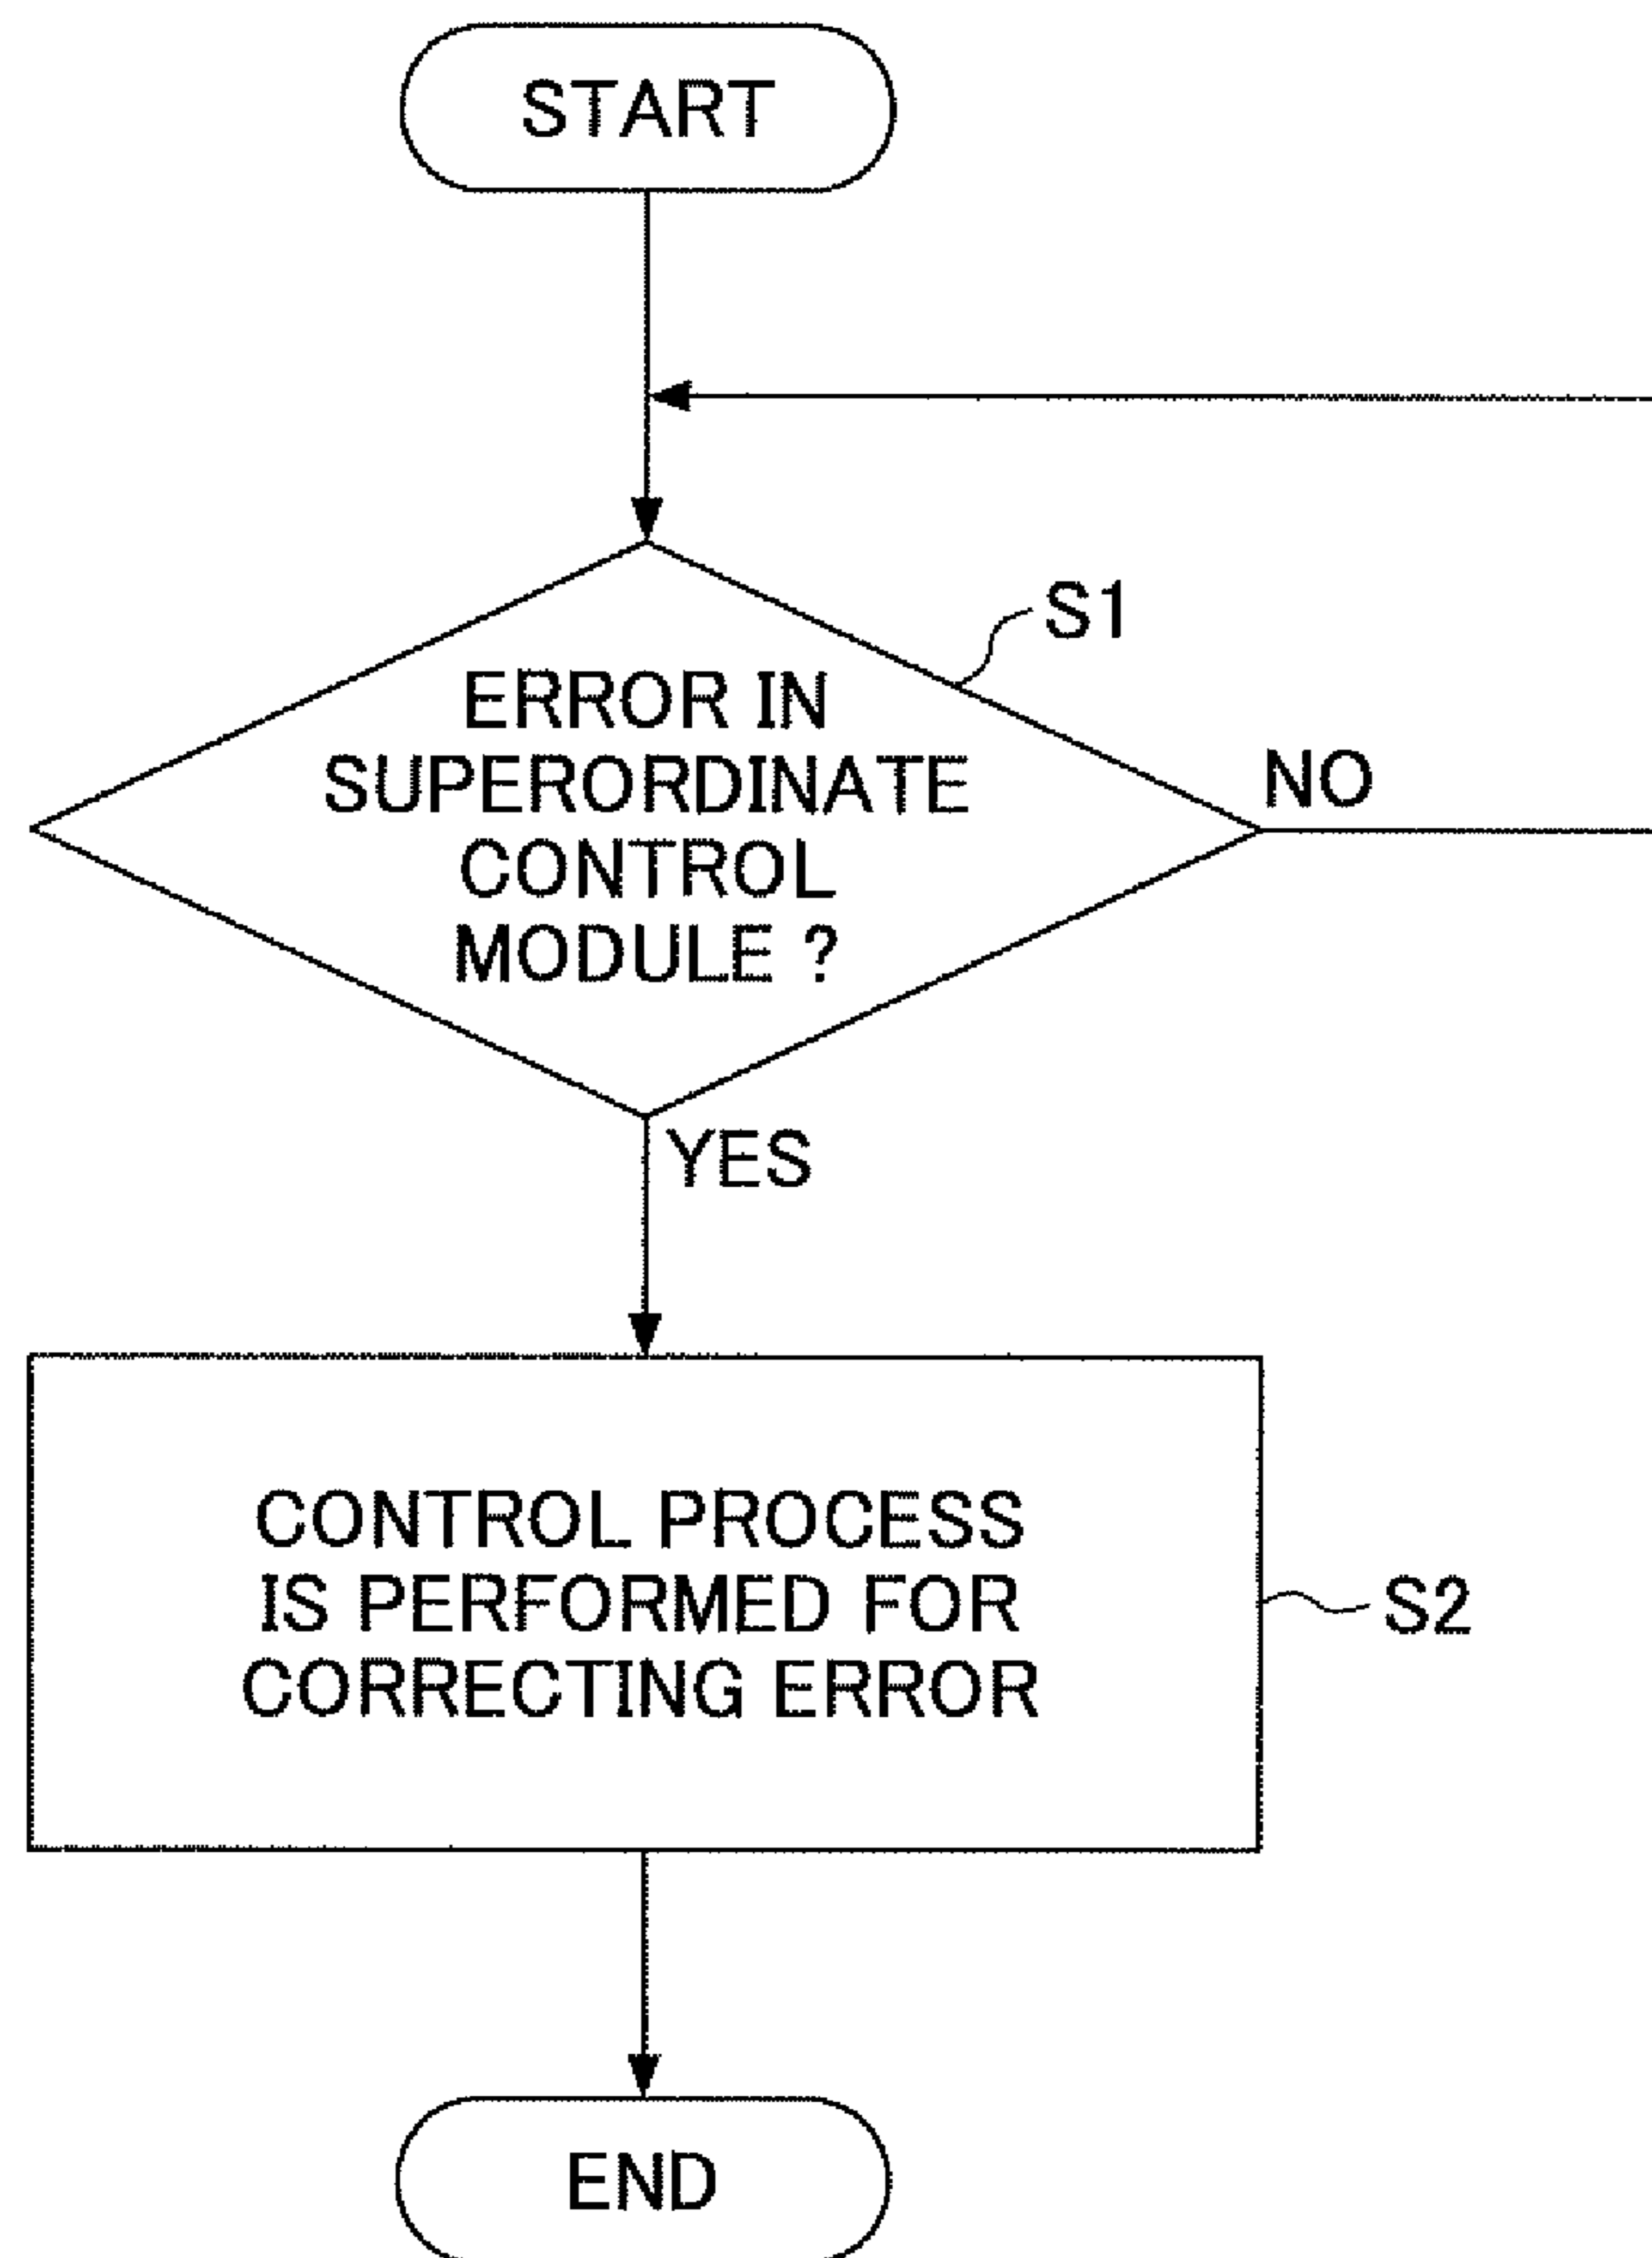 START
S1
ERROR IN
SUPERORDINATE
CONTROL
MODULE ?
NO
YES
CONTROL PROCESS
IS PERFORMED FOR
CORRECTING ERROR
S2
END